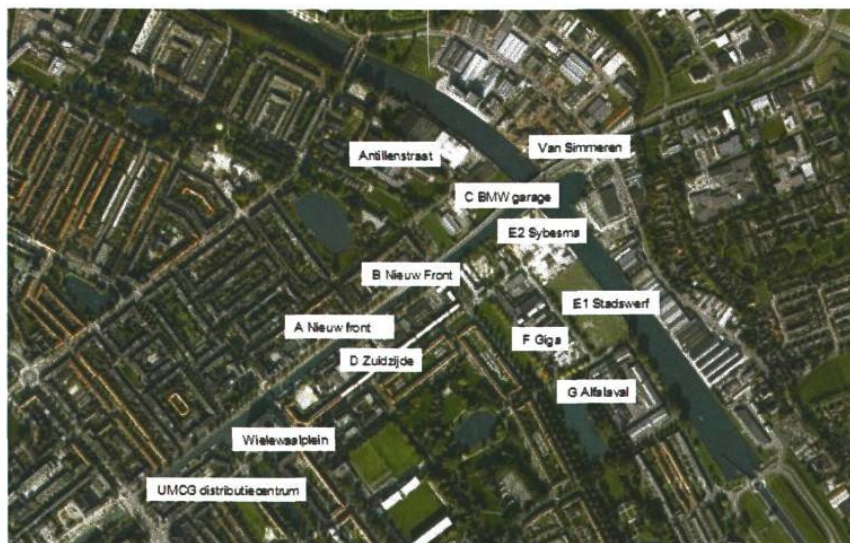 Van Simmeren
Antillenstraat
C BMW garage
E2 Sybesma
B Nieuw Front
E1 Stadswerf
A Nieuw front
F Giga
D Zuidzijde
G Alfalaval
Wielewaalplein
UMCG distributiecentrum